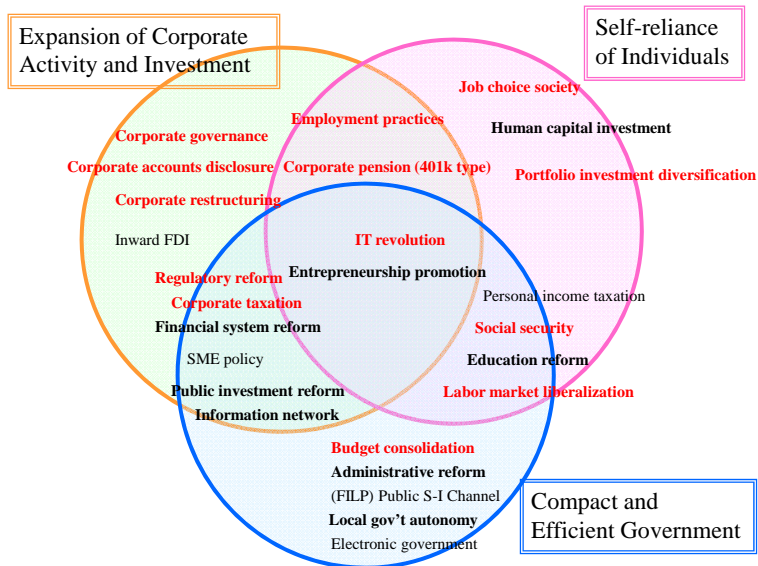 Expansion of Corporate
Activity and Investment
Self-reliance
of Individuals
Job choice society
Employment practices
Human capital investment
Corporate governance
Corporate accounts disclosure
Corporate pension (401k type)
Portfolio investment diversification
Corporate restructuring
Inward FDI
IT revolution
Entrepreneurship promotion
Regulatory reform
Corporate taxation
Personal income taxation
Financial system reform
Social security
SME policy
Education reform
Public investment reform
Labor market liberalization
Information network
Budget consolidation
Administrative reform
(FILP) Public S-I Channel
Local gov't autonomy
Electronic government
Compact and
Efficient Government